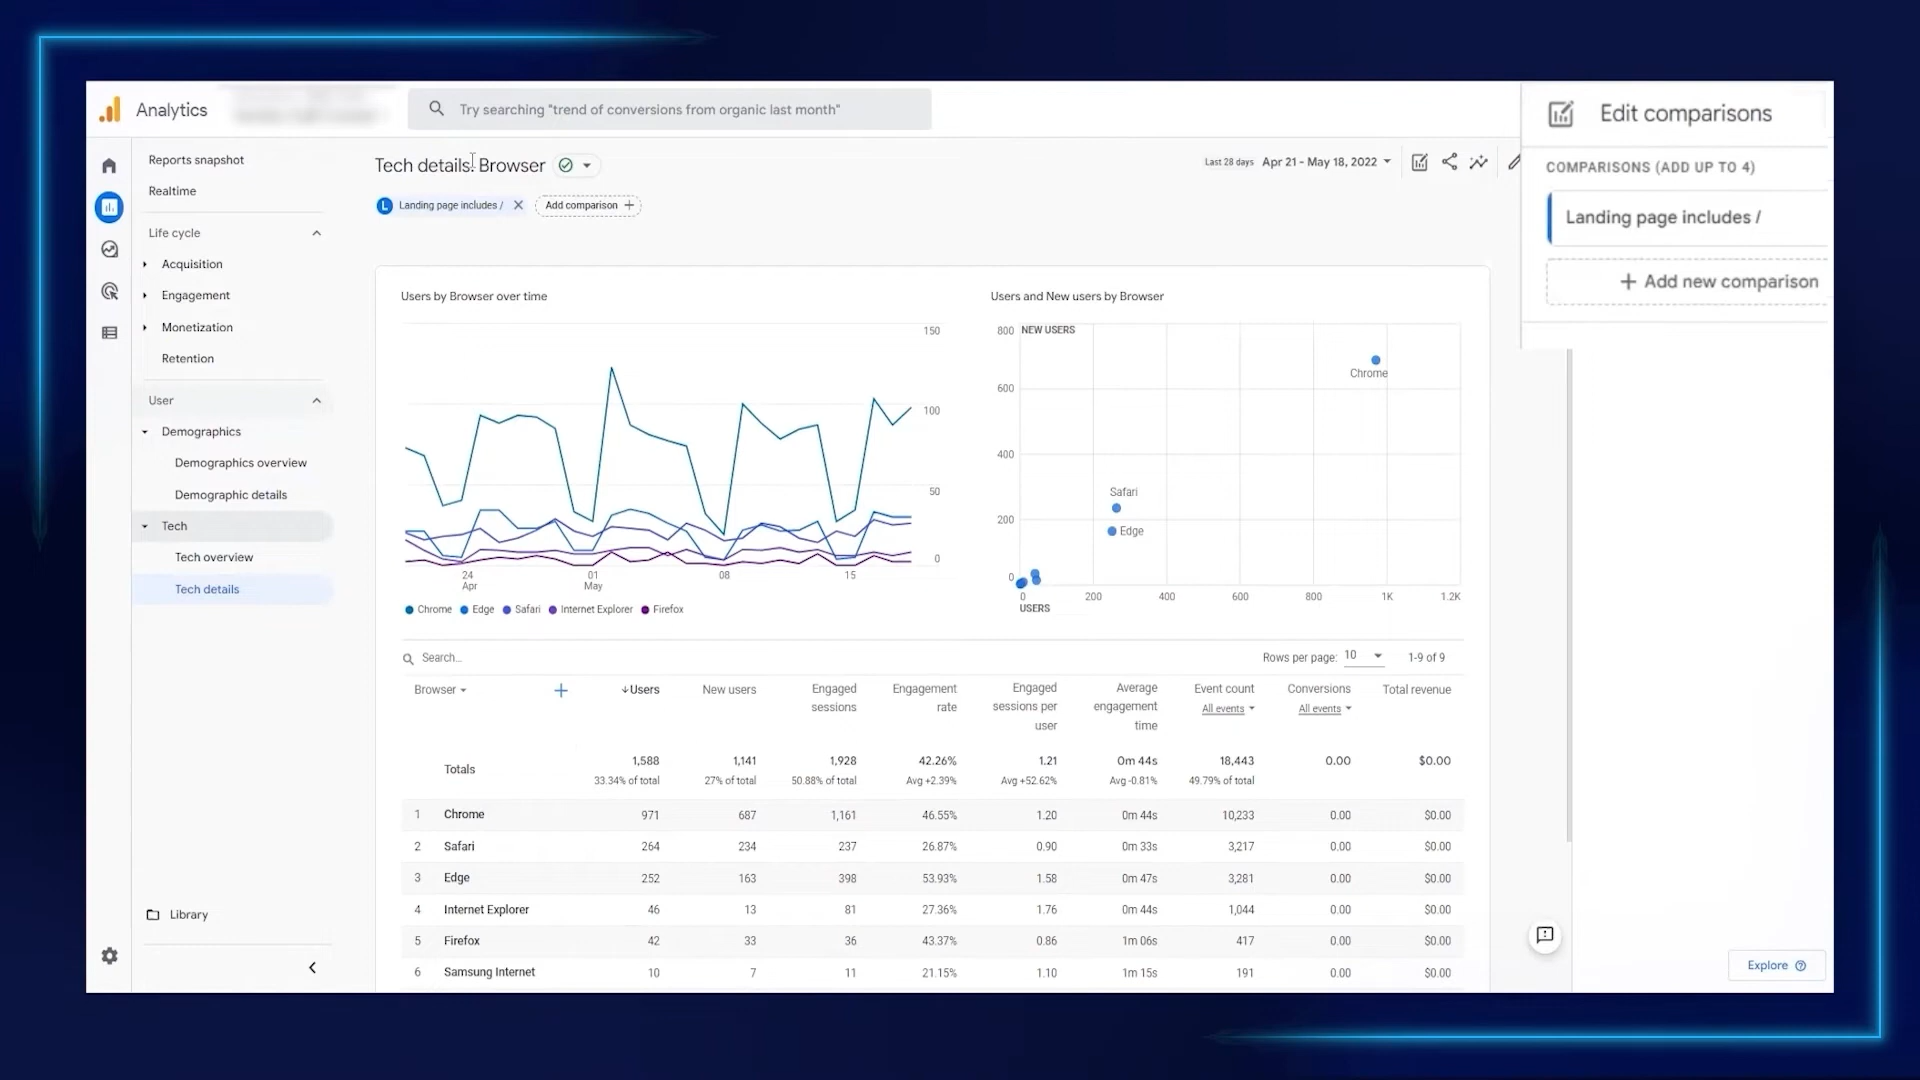 Analytics
Try searching "trend of conversions from organic last month"
Edit comparisons
COMPARISONS (ADD UP TO 4)
Landing page includes /
+ Add new comparison
Reports snapshot
Realtime
Life cycle
Acquisition
Engagement
Monetization
Retention
User
Demographics
Demographics overview
Demographic details
Tech
Tech overview
Tech details
Library
Tech details: Browser
Last 28 days Apr 21 - May 18, 2022
L Landing page includes /
Add comparison +
Users by Browser over time
150
100
50
0
24 01 08 15
Apr May
Chrome Edge Safari Internet Explorer Firefox
Users and New users by Browser
800 NEW USERS
600
400
200
0
Chrome
Safari
Edge
0 200 400 600 800 1K 1.2K
USERS
Search...
Rows per page: 10 1-9 of 9
Browser + Users New users Engaged sessions Engagement rate Engaged sessions per user Average engagement time Event count All events Conversions All events Total revenue
Totals 1,588 1,141 1,928 42.26% 1.21 0m 44s 18,443 0.00 $0.00
33.34% of total 27% of total 50.88% of total Avg +2.39% Avg +52.62% Avg -0.81% 49.79% of total
1 Chrome 971 687 1,161 46.55% 1.20 0m 44s 10,233 0.00 $0.00
2 Safari 264 234 237 26.87% 0.90 0m 33s 3,217 0.00 $0.00
3 Edge 252 163 398 53.93% 1.58 0m 47s 3,281 0.00 $0.00
4 Internet Explorer 46 13 81 27.36% 1.76 0m 44s 1,044 0.00 $0.00
5 Firefox 42 33 36 43.37% 0.86 1m 06s 417 0.00 $0.00
6 Samsung Internet 10 7 11 21.15% 1.10 1m 15s 191 0.00 $0.00
Explore